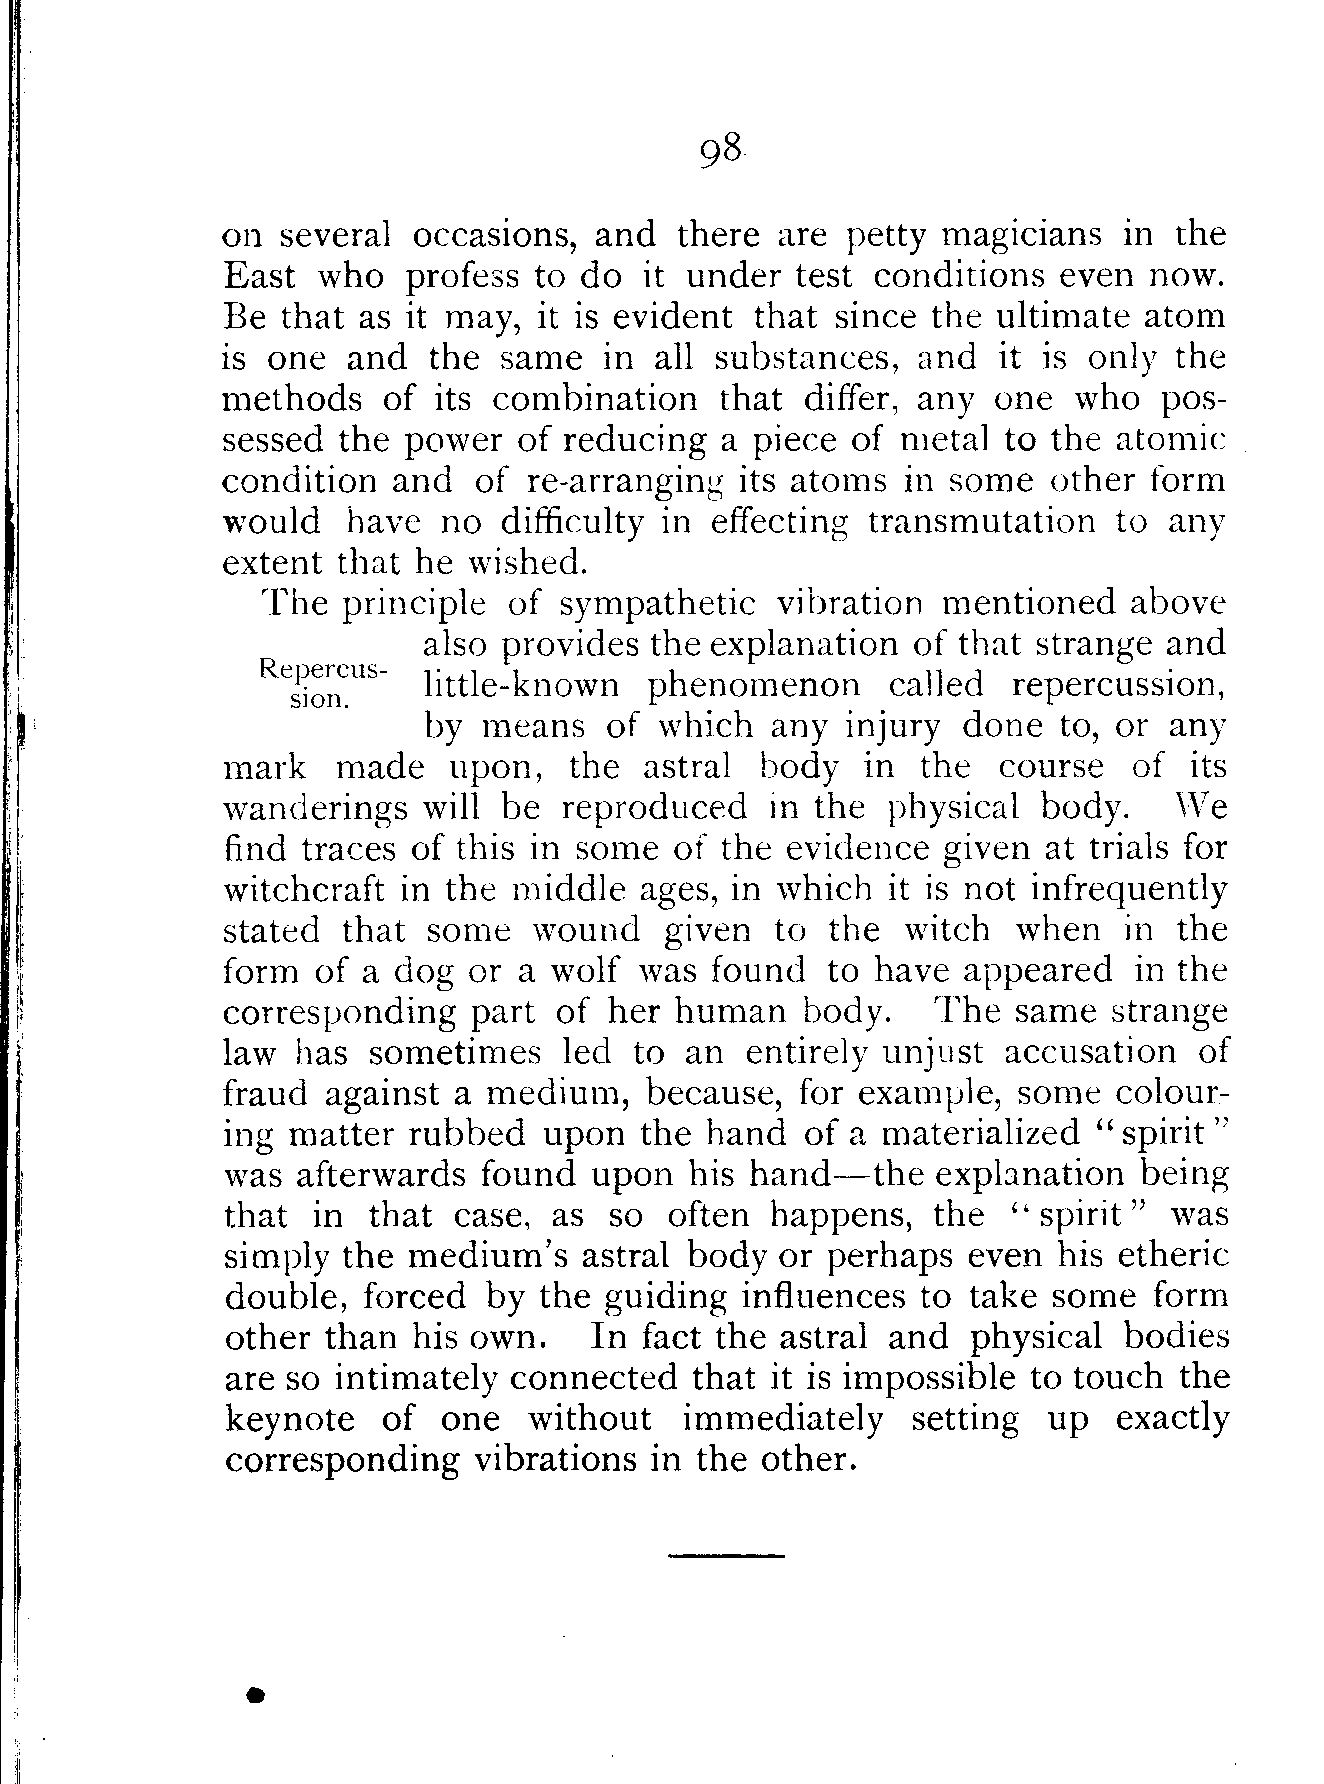 98
on several occasions, and there are petty magicians in the
East who profess to do it under test conditions even now.
Be that as it may, it is evident that since the ultimate atom
is one and the same in all substances, and it is only the
methods of its combination that differ, any one who pos-
sessed the power of reducing a piece of metal to the atomic
condition and of re-arranging its atoms in some other form
would have no difficulty in effecting transmutation to any
extent that he wished.
The principle of sympathetic vibration mentioned above
also provides the explanation of that strange and
Repercus-
sion.
little-known phenomenon called repercussion,
by means of which any injury done to, or any
mark made upon, the astral body in the course of its
wanderings will be reproduced in the physical body. We
find traces of this in some of the evidence given at trials for
witchcraft in the middle ages, in which it is not infrequently
stated that some wound given to the witch when in the
form of a dog or a wolf was found to have appeared in the
corresponding part of her human body. The same strange
law has sometimes led to an entirely unjust accusation of
fraud against a medium, because, for example, some colour-
ing matter rubbed upon the hand of a materialized “ spirit ”
was afterwards found upon his hand—the explanation being
that in that case, as so often happens, the “ spirit ” was
simply the medium's astral body or perhaps even his etheric
double, forced by the guiding influences to take some form
other than his own. In fact the astral and physical bodies
are so intimately connected that it is impossible to touch the
keynote of one without immediately setting up exactly
corresponding vibrations in the other.